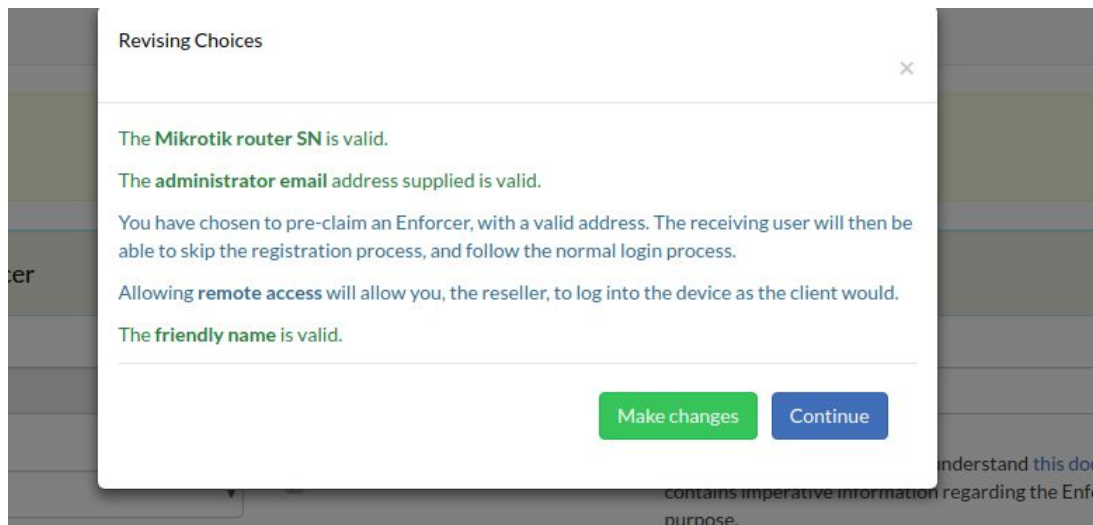 Revising Choices
×
The Mikrotik router SN is valid.
The administrator email address supplied is valid.
You have chosen to pre-claim an Enforcer, with a valid address. The receiving user will then be
able to skip the registration process, and follow the normal login process.
cer
Allowing remote access will allow you, the reseller, to log into the device as the client would.
The friendly name is valid.
Make changes Continue
understand this doc
contains imperative information regarding the Enf
purpose.